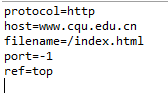 protocol=http
host=www.cqu.edu.cn
filename=/index.html
port=-1
ref=top